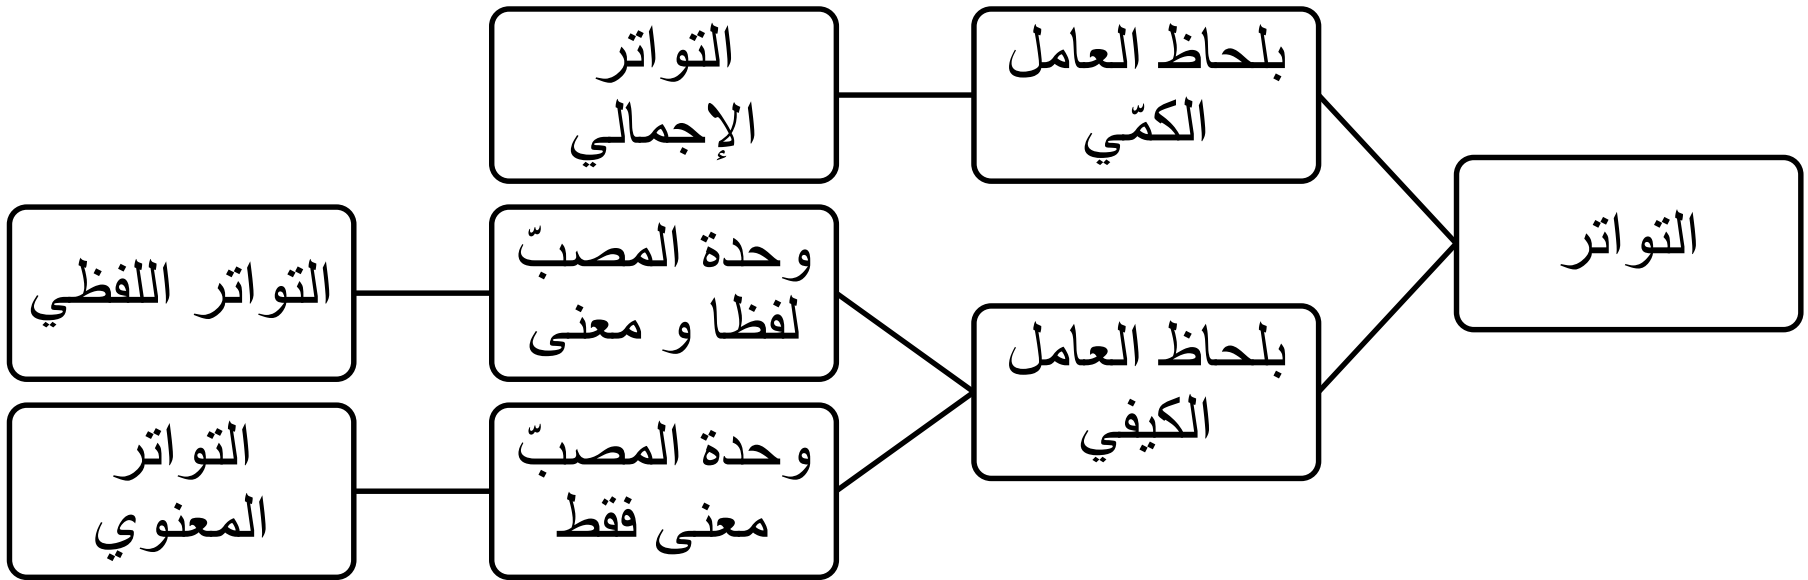 التواتر
بلحاظ العامل
الكمّي
التواتر
الإجمالي
بلحاظ العامل
الكيفي
وحدة المصبّ
لفظا و معنى
التواتر اللفظي
وحدة المصبّ
معنى فقط
التواتر
المعنوي